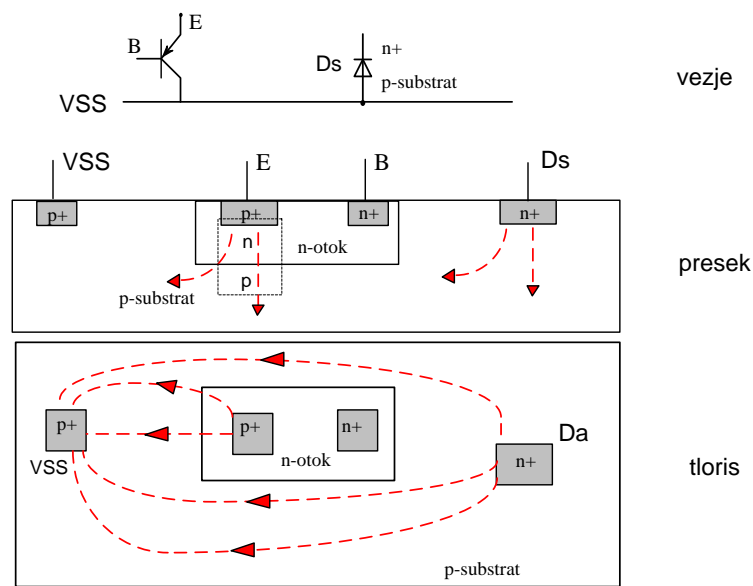 E
B
n+
Ds
p-substrat
VSS
vezje
VSS
E
B
Ds
p+
p+
n+
n+
n
n-otok
p
p-substrat
presek
p+
p+
n+
Da
n-otok
n+
VSS
tloris
p-substrat